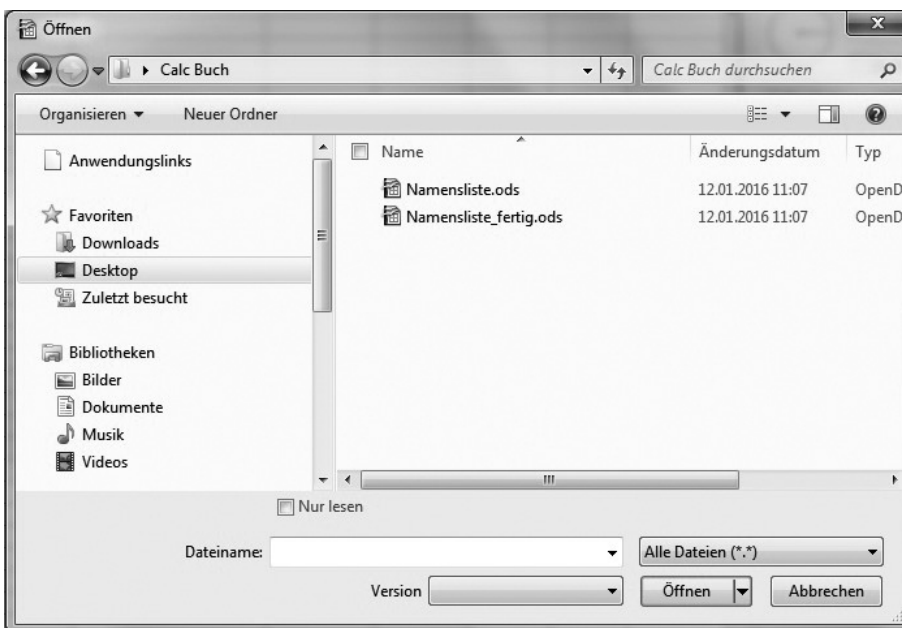 Öffnen
Calc Buch
Calc Buch durchsuchen
Organisieren
Neuer Ordner
Anwendungslinks
Favoriten
Downloads
Desktop
Zuletzt besucht
Bibliotheken
Bilder
Dokumente
Musik
Videos
Name Änderungsdatum Typ
Namensliste.ods 12.01.2016 11:07 OpenD
Namensliste_fertig.ods 12.01.2016 11:07 OpenD
Nur lesen
Dateiname: Alle Dateien (*.*)
Version Öffnen Abbrechen